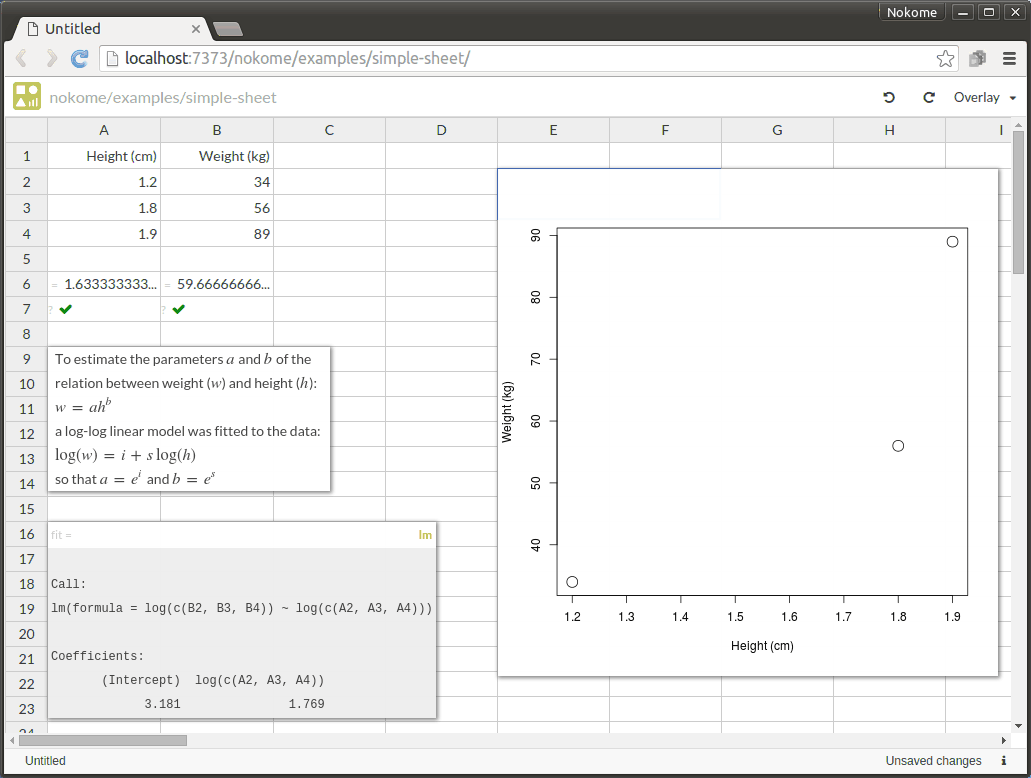 Nokome
Untitled
localhost:7373/nokome/examples/simple-sheet/
nokome/examples/simple-sheet
Overlay
A B C D E F G H I
1 Height (cm) Weight (kg)
2 1.2 34
3 1.8 56
4 1.9 89
5
6 = 1.633333333... = 59.66666666...
7 ? ?
8
9 To estimate the parameters a and b of the
10 relation between weight (w) and height (h):
11 w = ah^b
12 a log-log linear model was fitted to the data:
13 log(w) = i + s log(h)
14 so that a = e^i and b = e^s
15
16 fit = lm
17
18 Call:
19 lm(formula = log(c(B2, B3, B4)) ~ log(c(A2, A3, A4)))
20
21 Coefficients:
22 (Intercept) log(c(A2, A3, A4))
23 3.181 1.769
24
90
80
70
60
50
40
Weight (kg)
1.2 1.3 1.4 1.5 1.6 1.7 1.8 1.9
Height (cm)
Untitled
Unsaved changes